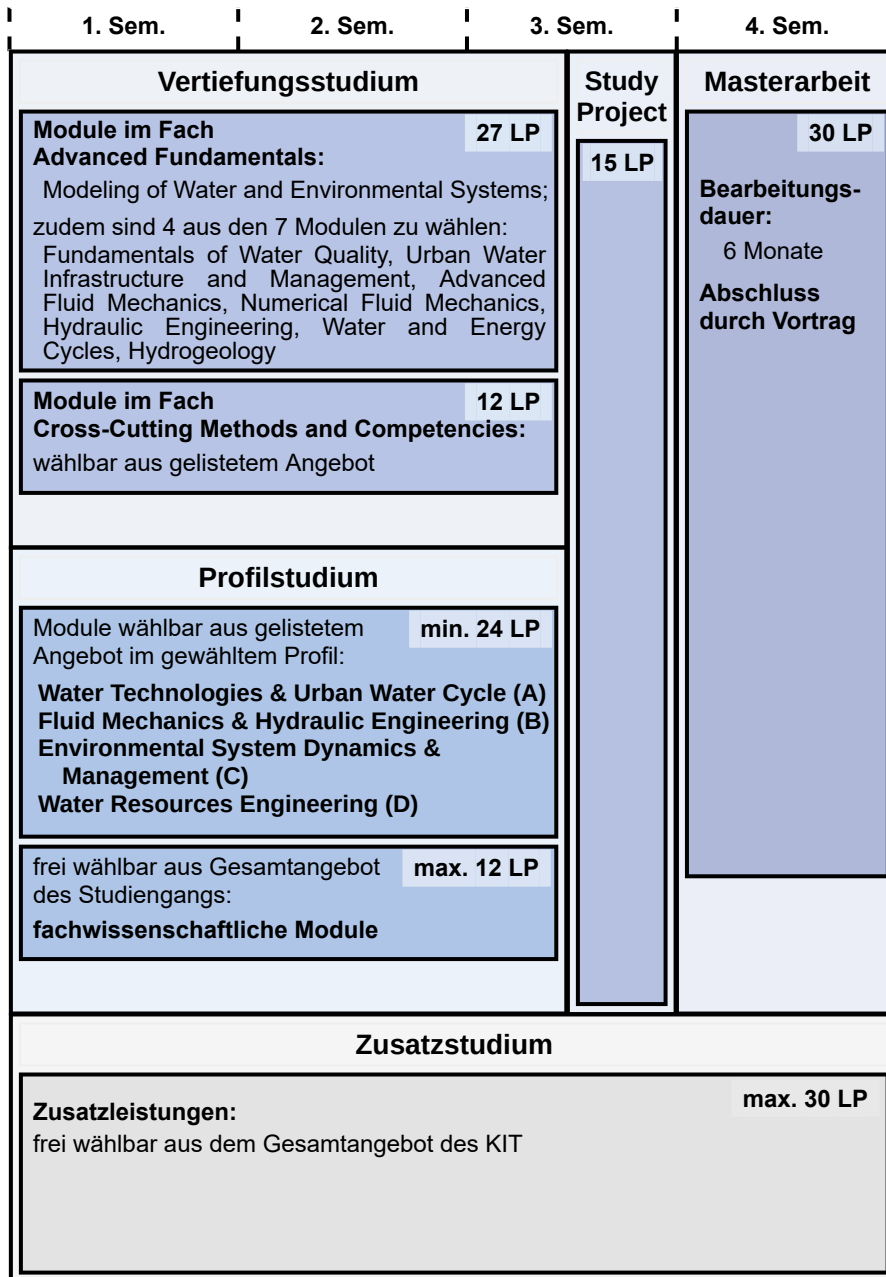 1. Sem. 2. Sem. 3. Sem. 4. Sem.
Vertiefungsstudium
Module im Fach 27 LP
Advanced Fundamentals:
Modeling of Water and Environmental Systems;
zudem sind 4 aus den 7 Modulen zu wählen:
Fundamentals of Water Quality, Urban Water
Infrastructure and Management, Advanced
Fluid Mechanics, Numerical Fluid Mechanics,
Hydraulic Engineering, Water and Energy
Cycles, Hydrogeology
Module im Fach 12 LP
Cross-Cutting Methods and Competencies:
wählbar aus gelistetem Angebot
Profilstudium
Module wählbar aus gelistetem min. 24 LP
Angebot im gewähltem Profil:
Water Technologies & Urban Water Cycle (A)
Fluid Mechanics & Hydraulic Engineering (B)
Environmental System Dynamics &
Management (C)
Water Resources Engineering (D)
frei wählbar aus Gesamtangebot max. 12 LP
des Studiengangs:
fachwissenschaftliche Module
Study
Project
15 LP
Masterarbeit
30 LP
Bearbeitungs-
dauer:
6 Monate
Abschluss
durch Vortrag
Zusatzstudium
Zusatzleistungen: max. 30 LP
frei wählbar aus dem Gesamtangebot des KIT